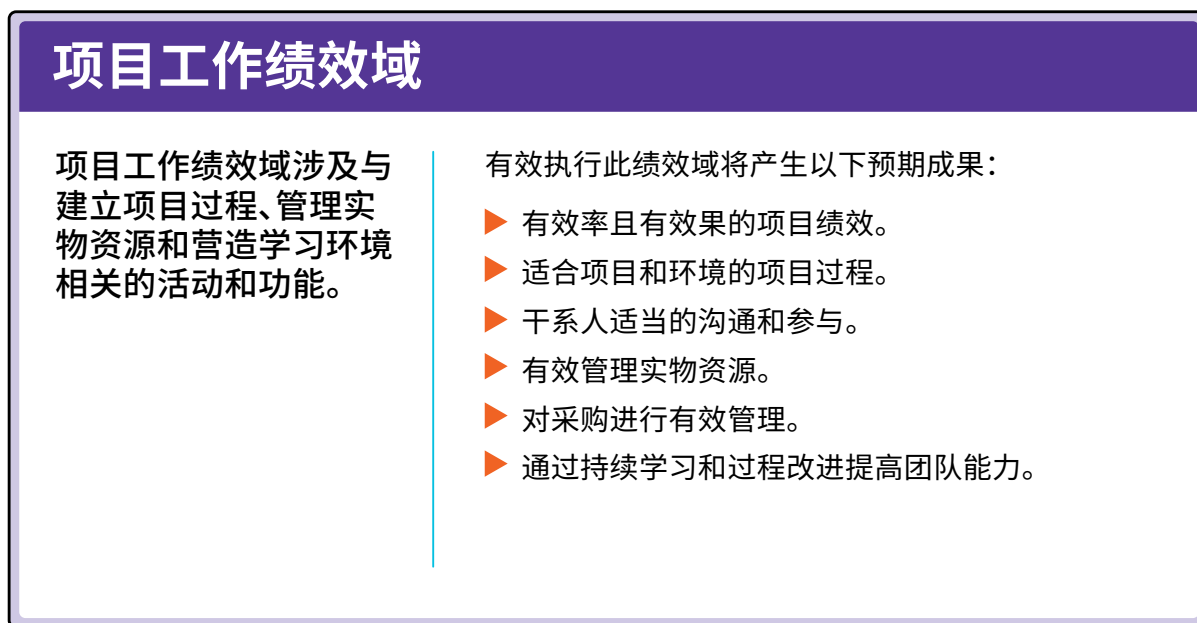 项目工作绩效域
项目工作绩效域涉及与
建立项目过程、管理实
物资源和营造学习环境
相关的活动和功能。
有效执行此绩效域将产生以下预期成果：
▶ 有效率且有效果的项目绩效。
▶ 适合项目和环境的项目过程。
▶ 干系人适当的沟通和参与。
▶ 有效管理实物资源。
▶ 对采购进行有效管理。
▶ 通过持续学习和过程改进提高团队能力。